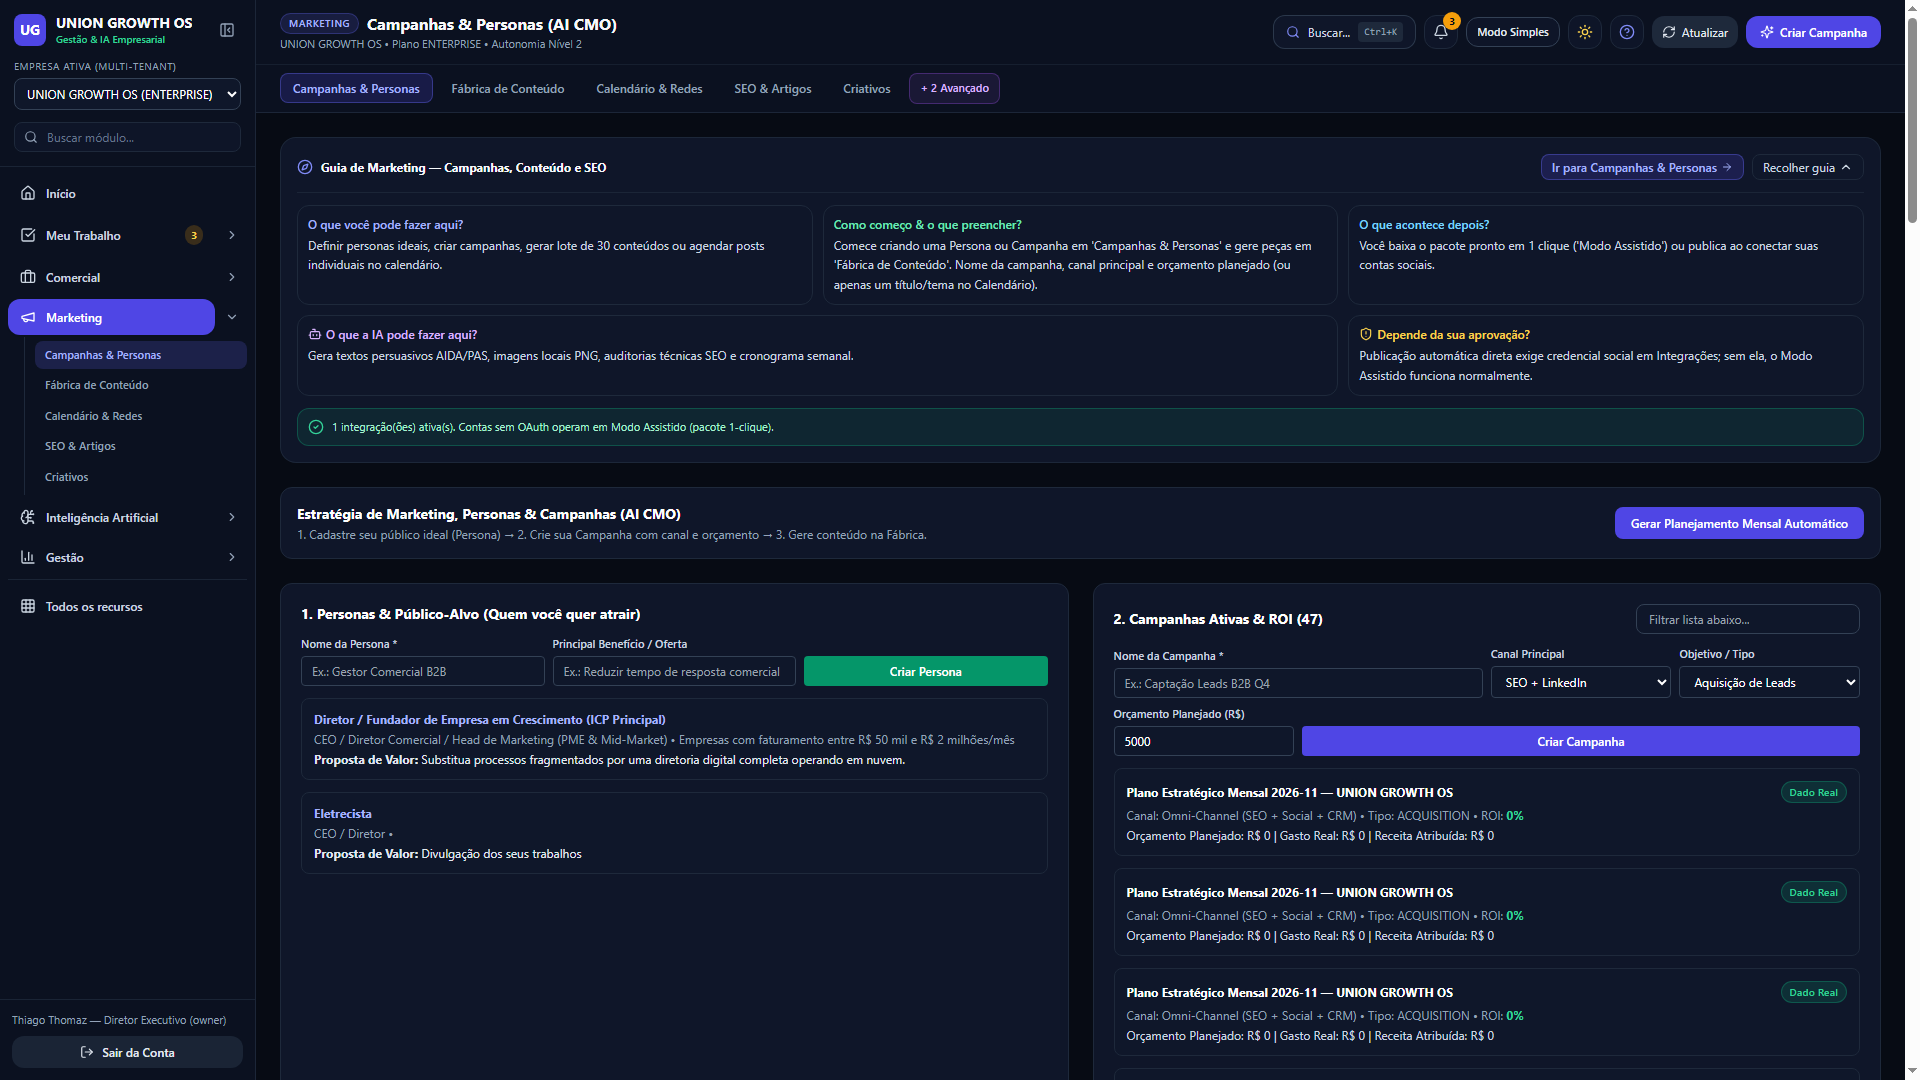 UG
UNION GROWTH OS
Gestão & IA Empresarial
EMPRESA ATIVA (MULTI-TENANT)
UNION GROWTH OS (ENTERPRISE)
Buscar módulo...
Início
Meu Trabalho
3
Comercial
Marketing
Campanhas & Personas
Fábrica de Conteúdo
Calendário & Redes
SEO & Artigos
Criativos
Inteligência Artificial
Gestão
Todos os recursos
Thiago Thomaz — Diretor Executivo (owner)
Sair da Conta
MARKETING
Campanhas & Personas (AI CMO)
UNION GROWTH OS • Plano ENTERPRISE • Autonomia Nível 2
Buscar...
Ctrl+K
3
Modo Simples
Atualizar
Criar Campanha
Campanhas & Personas
Fábrica de Conteúdo
Calendário & Redes
SEO & Artigos
Criativos
+ 2 Avançado
Guia de Marketing — Campanhas, Conteúdo e SEO
Ir para Campanhas & Personas →
Recolher guia
O que você pode fazer aqui?
Definir personas ideais, criar campanhas, gerar lote de 30 conteúdos ou agendar posts
individuais no calendário.
Como começo & o que preencher?
Comece criando uma Persona ou Campanha em 'Campanhas & Personas' e gere peças em
'Fábrica de Conteúdo'. Nome da campanha, canal principal e orçamento planejado (ou
apenas um título/tema no Calendário).
O que acontece depois?
Você baixa o pacote pronto em 1 clique ('Modo Assistido') ou publica ao conectar suas
contas sociais.
O que a IA pode fazer aqui?
Gera textos persuasivos AIDA/PAS, imagens locais PNG, auditorias técnicas SEO e cronograma semanal.
Depende da sua aprovação?
Publicação automática direta exige credencial social em Integrações; sem ela, o Modo
Assistido funciona normalmente.
1 integração(ões) ativa(s). Contas sem OAuth operam em Modo Assistido (pacote 1-clique).
Estratégia de Marketing, Personas & Campanhas (AI CMO)
1. Cadastre seu público ideal (Persona) → 2. Crie sua Campanha com canal e orçamento → 3. Gere conteúdo na Fábrica.
Gerar Planejamento Mensal Automático
1. Personas & Público-Alvo (Quem você quer atrair)
Nome da Persona *
Principal Benefício / Oferta
Ex.: Gestor Comercial B2B
Ex.: Reduzir tempo de resposta comercial
Criar Persona
Diretor / Fundador de Empresa em Crescimento (ICP Principal)
CEO / Diretor Comercial / Head de Marketing (PME & Mid-Market) • Empresas com faturamento entre R$ 50 mil e R$ 2 milhões/mês
Proposta de Valor: Substitua processos fragmentados por uma diretoria digital completa operando em nuvem.
Eletrecista
CEO / Diretor •
Proposta de Valor: Divulgação dos seus trabalhos
2. Campanhas Ativas & ROI (47)
Filtrar lista abaixo...
Nome da Campanha *
Canal Principal
Objetivo / Tipo
Ex.: Captação Leads B2B Q4
SEO + LinkedIn
Aquisição de Leads
Orçamento Planejado (R$)
5000
Criar Campanha
Plano Estratégico Mensal 2026-11 — UNION GROWTH OS
Dado Real
Canal: Omni-Channel (SEO + Social + CRM) • Tipo: ACQUISITION • ROI: 0%
Orçamento Planejado: R$ 0 | Gasto Real: R$ 0 | Receita Atribuída: R$ 0
Plano Estratégico Mensal 2026-11 — UNION GROWTH OS
Dado Real
Canal: Omni-Channel (SEO + Social + CRM) • Tipo: ACQUISITION • ROI: 0%
Orçamento Planejado: R$ 0 | Gasto Real: R$ 0 | Receita Atribuída: R$ 0
Plano Estratégico Mensal 2026-11 — UNION GROWTH OS
Dado Real
Canal: Omni-Channel (SEO + Social + CRM) • Tipo: ACQUISITION • ROI: 0%
Orçamento Planejado: R$ 0 | Gasto Real: R$ 0 | Receita Atribuída: R$ 0